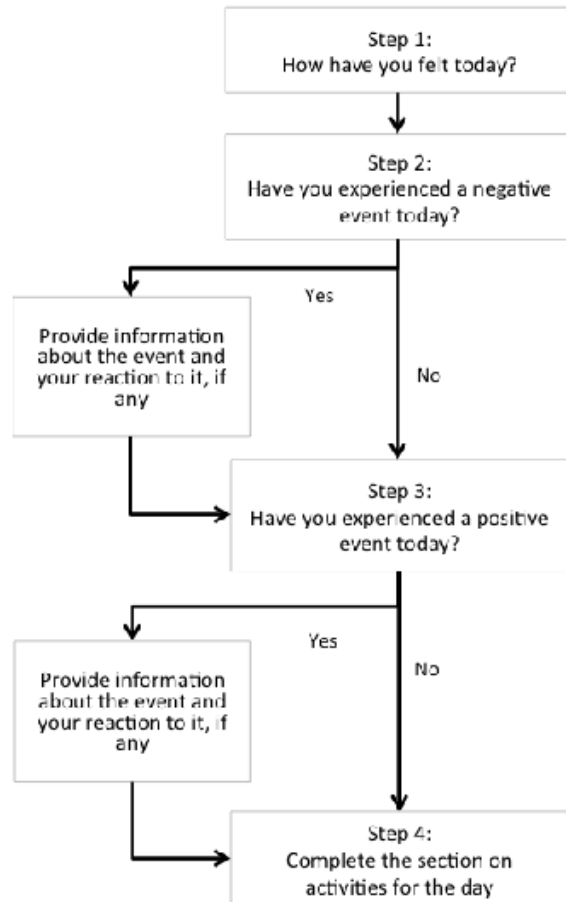 Step 1:
How have you felt today?
Step 2:
Have you experienced a negative
event today?
Yes
Provide information
about the event and
your reaction to it, if
any
No
Step 3:
Have you experienced a positive
event today?
Yes
No
Provide information
about the event and
your reaction to it, if
any
Step 4:
Complete the section on
activities for the day